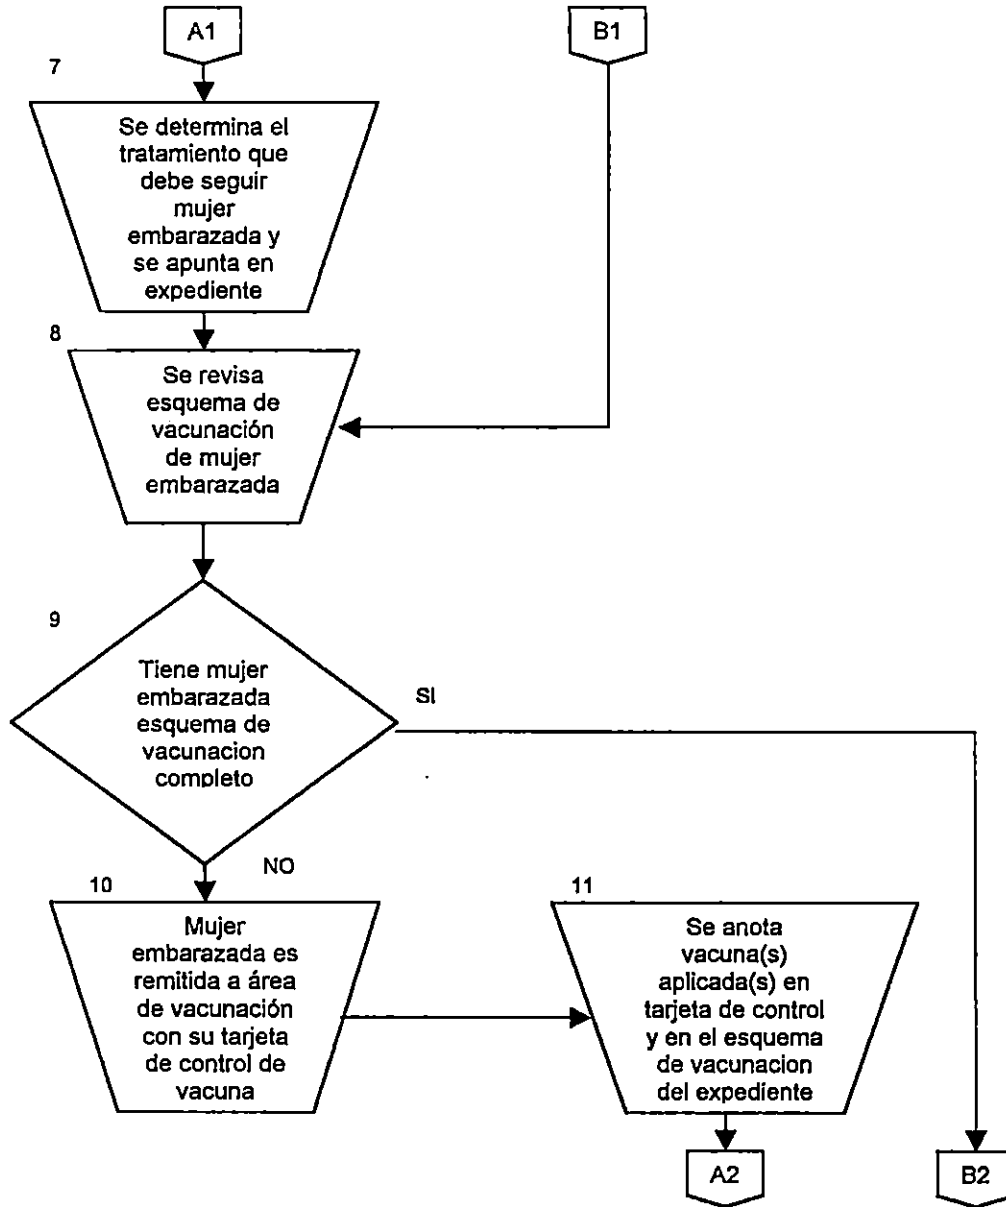 A1
B1
7
Se determina el
tratamiento que
debe seguir
mujer
embarazada y
se apunta en
expediente
8
Se revisa
esquema de
vacunación
de mujer
embarazada
9
Tiene mujer
embarazada
esquema de
vacunacion
completo
SI
NO
10
Mujer
embarazada es
remitida a área
de vacunación
con su tarjeta
de control de
vacuna
11
Se anota
vacuna(s)
aplicada(s) en
tarjeta de control
y en el esquema
de vacunacion
del expediente
A2
B2